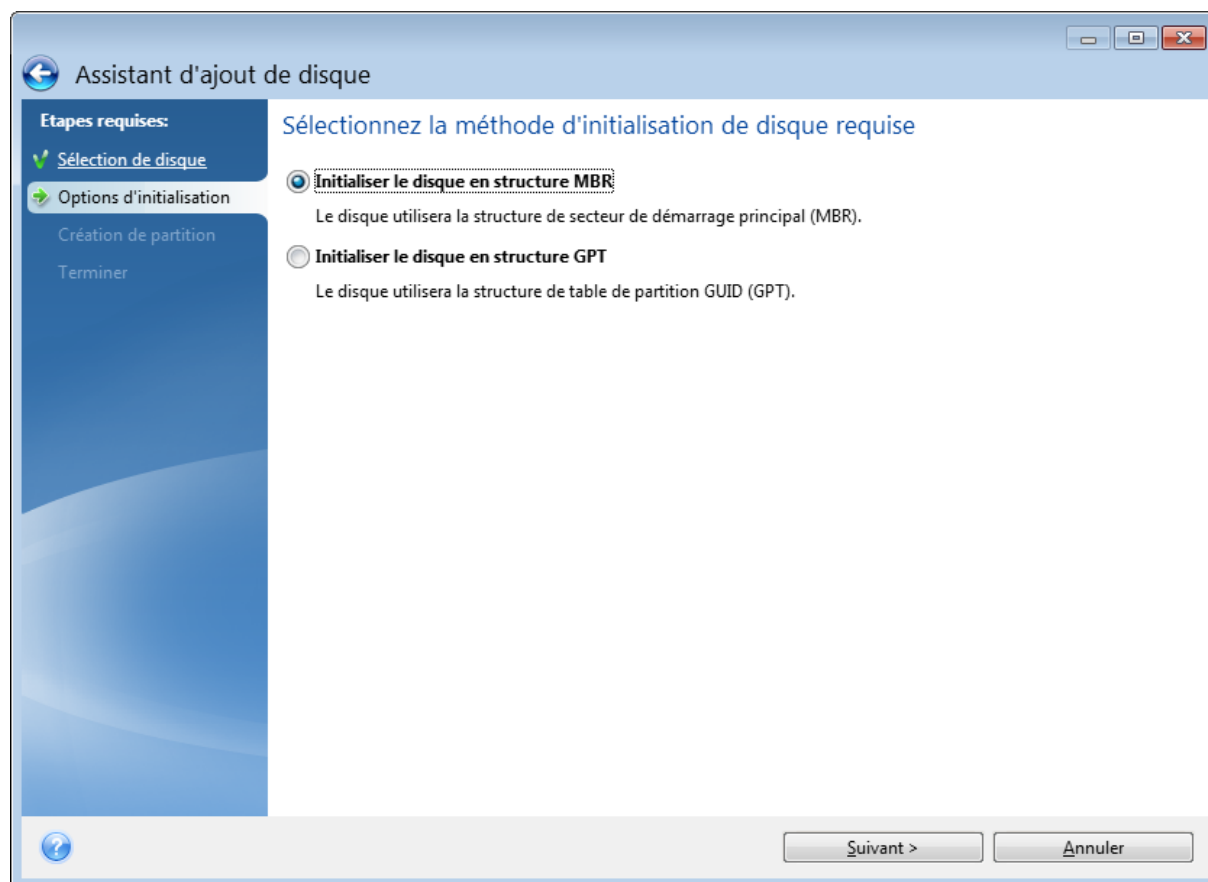 Assistant d'ajout de disque
Etapes requises:
Sélection de disque
Options d'initialisation
Création de partition
Terminer
Sélectionnez la méthode d'initialisation de disque requise
Initialiser le disque en structure MBR
Le disque utilisera la structure de secteur de démarrage principal (MBR).
Initialiser le disque en structure GPT
Le disque utilisera la structure de table de partition GUID (GPT).
?
Suivant >
Annuler